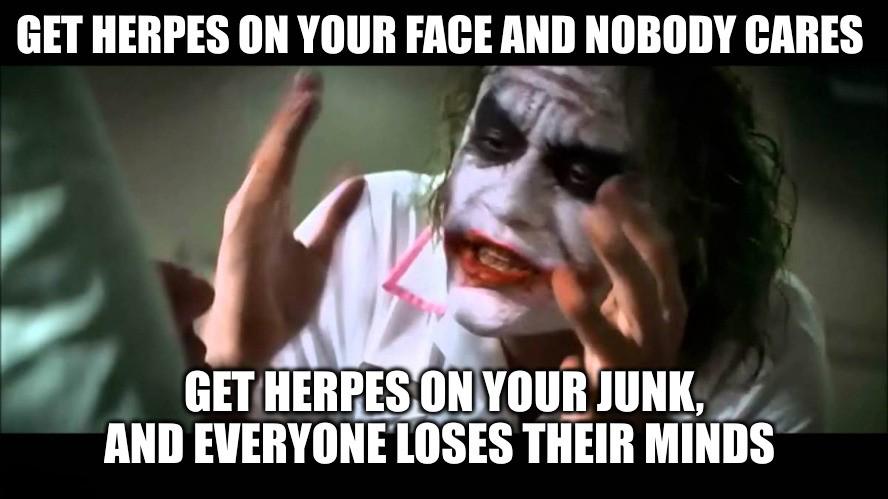 GET HERPES ON YOUR FACE AND NOBODY CARES
GET HERPES ON YOUR JUNK,
AND EVERYONE LOSES THEIR MINDS